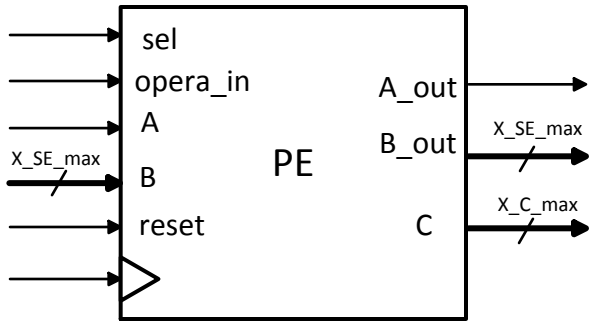 sel
opera_in
A_out
A
X_SE_max
B_out
X_SE_max
B
PE
X_C_max
reset
C